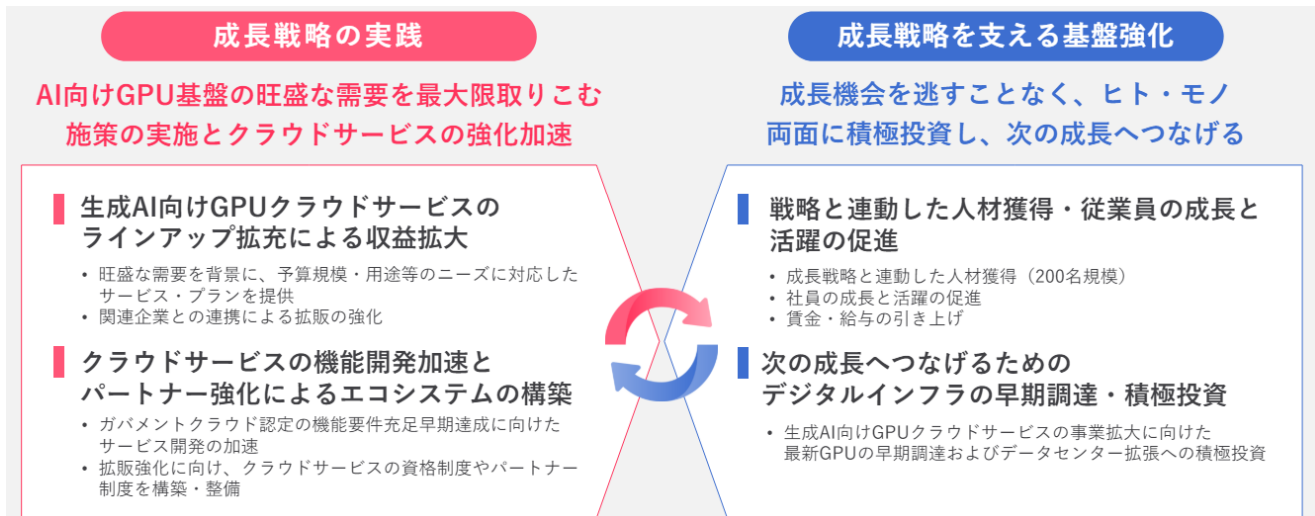 成長戦略の実践
AI向けGPU基盤の旺盛な需要を最大限取りこむ
施策の実施とクラウドサービスの強化加速
生成AI向けGPUクラウドサービスの
ラインアップ拡充による収益拡大
• 旺盛な需要を背景に、予算規模・用途等のニーズに対応した
サービス・プランを提供
• 関連企業との連携による拡販の強化
クラウドサービスの機能開発加速と
パートナー強化によるエコシステムの構築
• ガバメントクラウド認定の機能要件充足早期達成に向けた
サービス開発の加速
• 拡販強化に向け、クラウドサービスの資格制度やパートナー
制度を構築・整備
成長戦略を支える基盤強化
成長機会を逃すことなく、ヒト・モノ
両面に積極投資し、次の成長へつなげる
戦略と連動した人材獲得・従業員の成長と
活躍の促進
• 成長戦略と連動した人材獲得（200名規模）
• 社員の成長と活躍の促進
• 賃金・給与の引き上げ
次の成長へつなげるための
デジタルインフラの早期調達・積極投資
• 生成AI向けGPUクラウドサービスの事業拡大に向けた
最新GPUの早期調達およびデータセンター拡張への積極投資